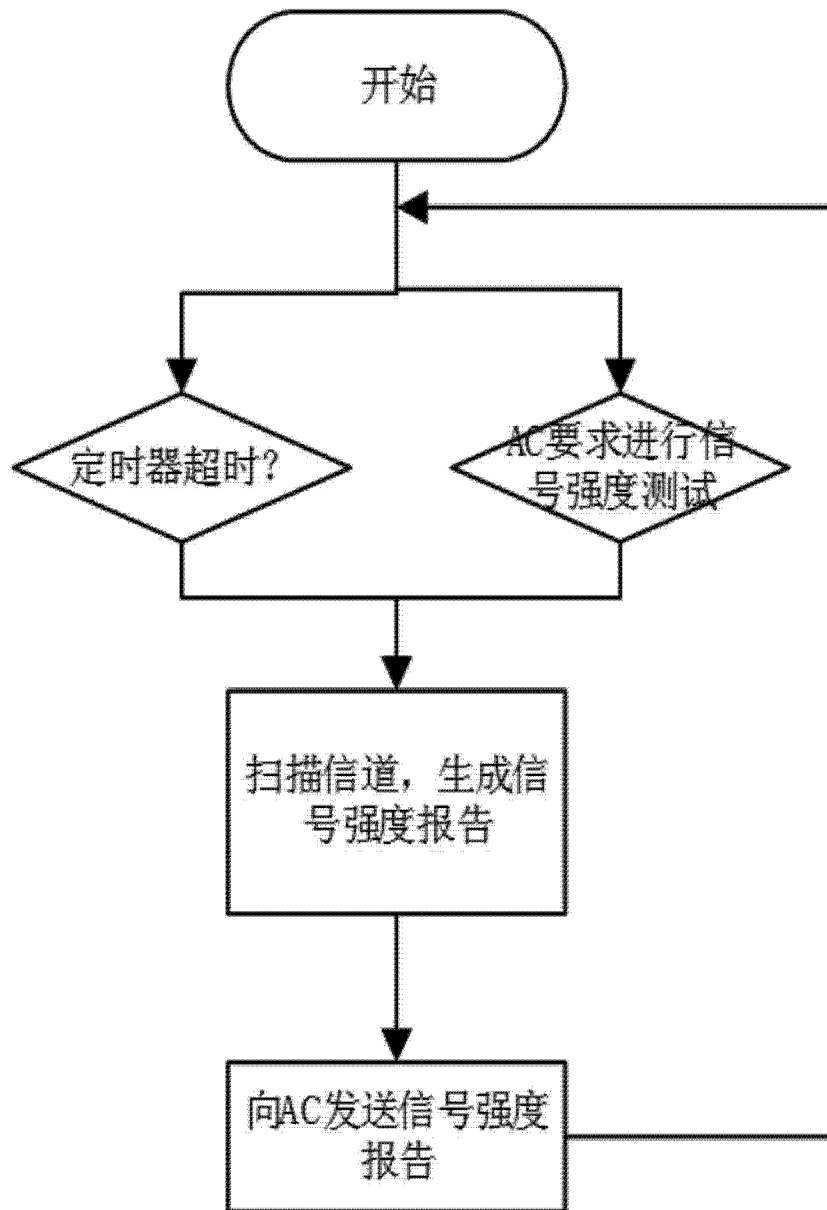 开始
定时器超时?
AC要求进行信
号强度测试
扫描信道，生成信
号强度报告
向AC发送信号强度
报告